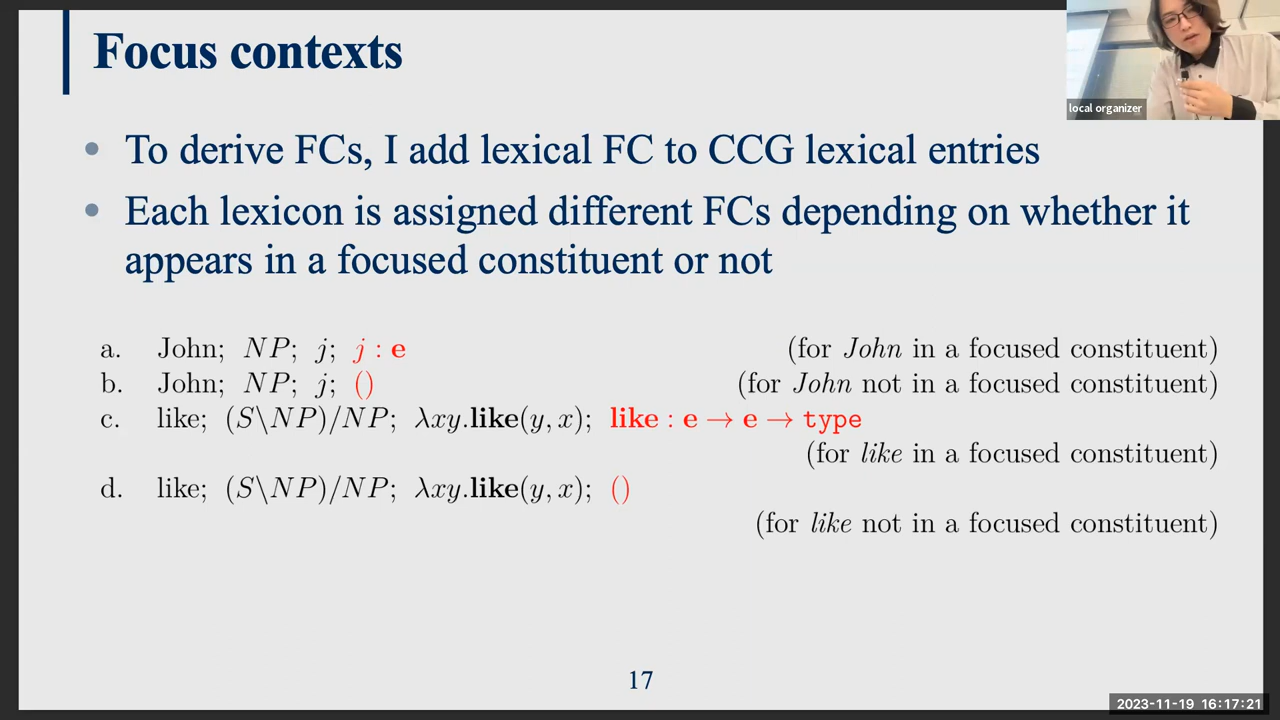 Focus contexts
local organizer
• To derive FCs, I add lexical FC to CCG lexical entries
• Each lexicon is assigned different FCs depending on whether it
appears in a focused constituent or not
a. John; NP; j; j : e (for John in a focused constituent)
b. John; NP; j; () (for John not in a focused constituent)
c. like; (S\NP)/NP; λxy.like(y, x); like : e → e → type
(for like in a focused constituent)
d. like; (S\NP)/NP; λxy.like(y, x); ()
(for like not in a focused constituent)
17
2023-11-19 16:17:21